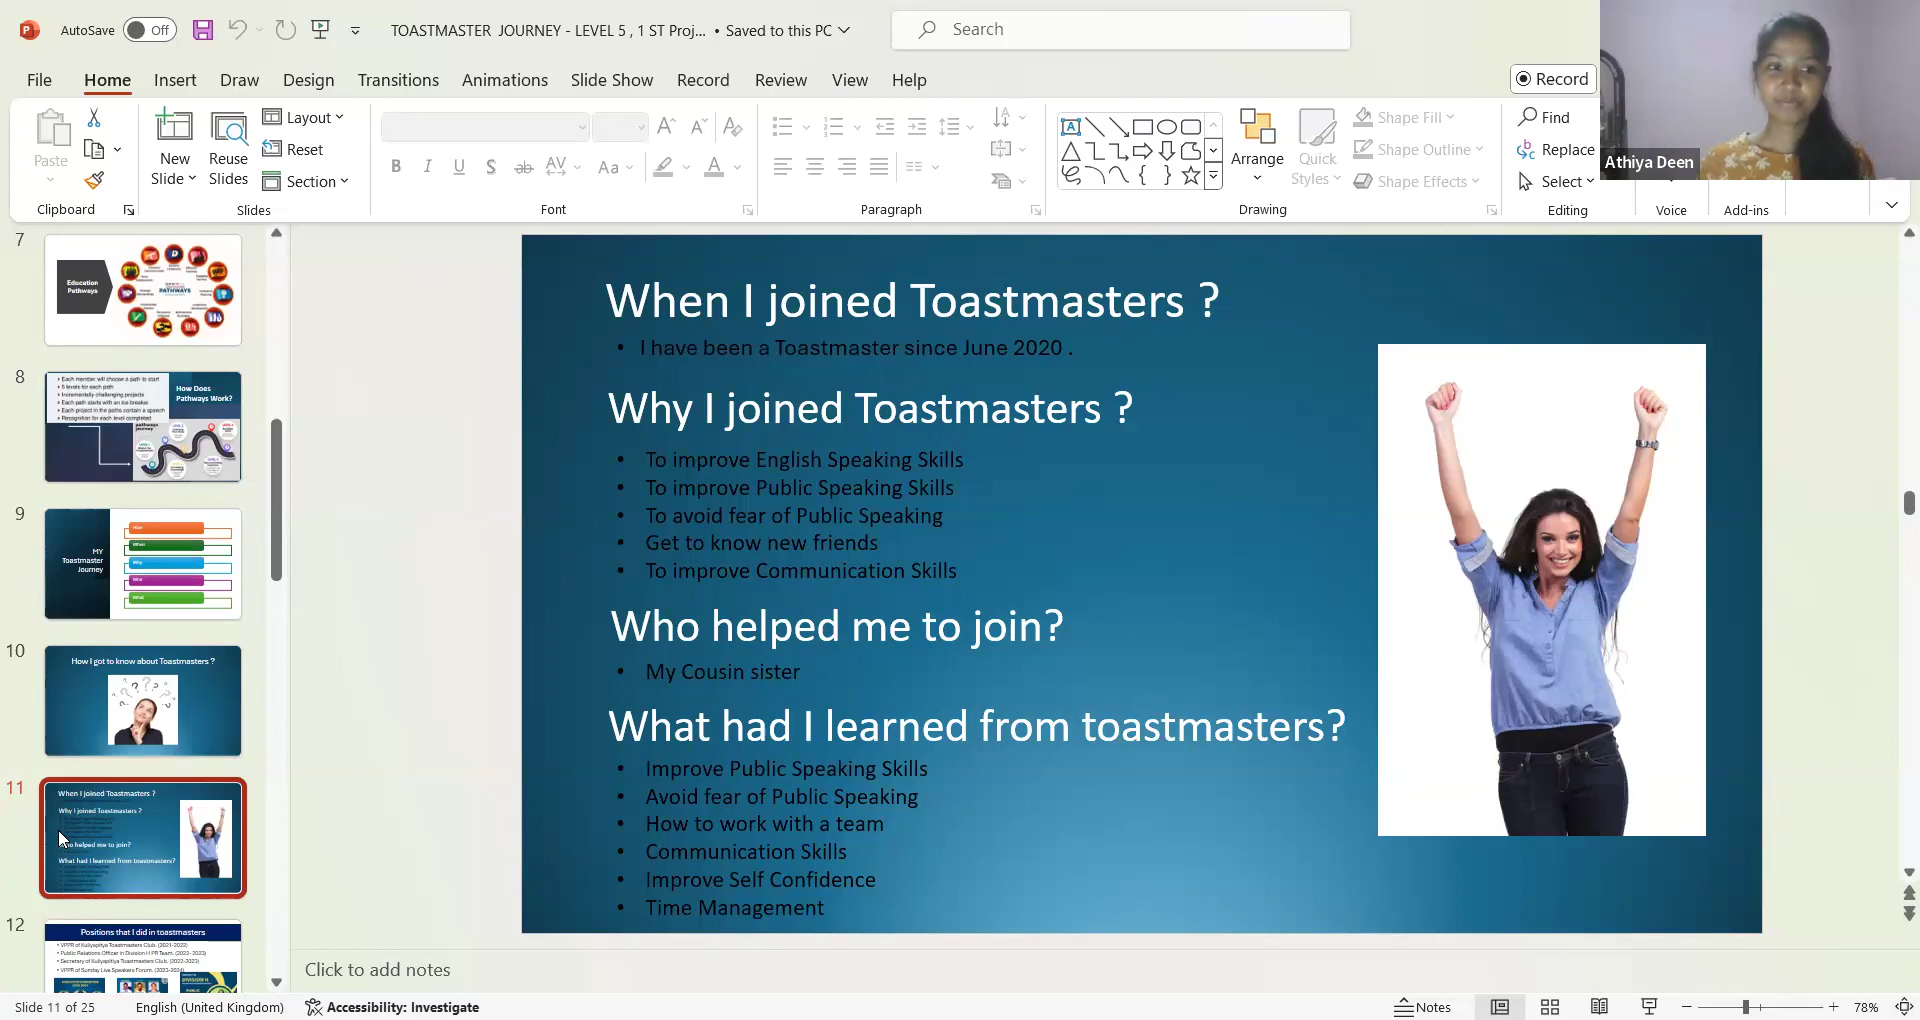 AutoSave Off TOASTMASTER JOURNEY - LEVEL 5 , 1 ST Proj... • Saved to this PC Search
File Home Insert Draw Design Transitions Animations Slide Show Record Review View Help Record
Athiya Deen
Paste
Clipboard
New Slide
Reuse Slides
Layout
Reset
Section
Slides
B I U S ab AV Aa A
Font
Paragraph
Arrange
Quick Styles
Shape Fill
Shape Outline
Shape Effects
Drawing
Find
Replace
Select
Editing
Voice
Add-ins
7
Education
Pathways
PATHWAYS
8
• Each member will choose a path to start
• 5 levels for each path
• Incrementally challenging projects
• Each path starts with an ice breaker
• Each project in the paths contain a speech
• Recognition for each level completed
How Does
Pathways Work?
9
MY
Toastmaster
Journey
How
When
Why
Who
What
10
How I got to know about Toastmasters ?
11
When I joined Toastmasters ?
Why I joined Toastmasters ?
ho helped me to join?
What had I learned from toastmasters?
12
Positions that I did in toastmasters
• VPPR of Kuliyapitya Toastmasters Club. (2021-2022)
• Public Relations Officer in Division H PR Team. (2022-2023)
• Secretary of Kuliyapitiya Toastmasters Club. (2022-2023)
• VPPR of Sunday Live Speakers Forum. (2023-2024)
When I joined Toastmasters ?
• I have been a Toastmaster since June 2020 .
Why I joined Toastmasters ?
• To improve English Speaking Skills
• To improve Public Speaking Skills
• To avoid fear of Public Speaking
• Get to know new friends
• To improve Communication Skills
Who helped me to join?
• My Cousin sister
What had I learned from toastmasters?
• Improve Public Speaking Skills
• Avoid fear of Public Speaking
• How to work with a team
• Communication Skills
• Improve Self Confidence
• Time Management
Click to add notes
Slide 11 of 25 English (United Kingdom) Accessibility: Investigate Notes 78%